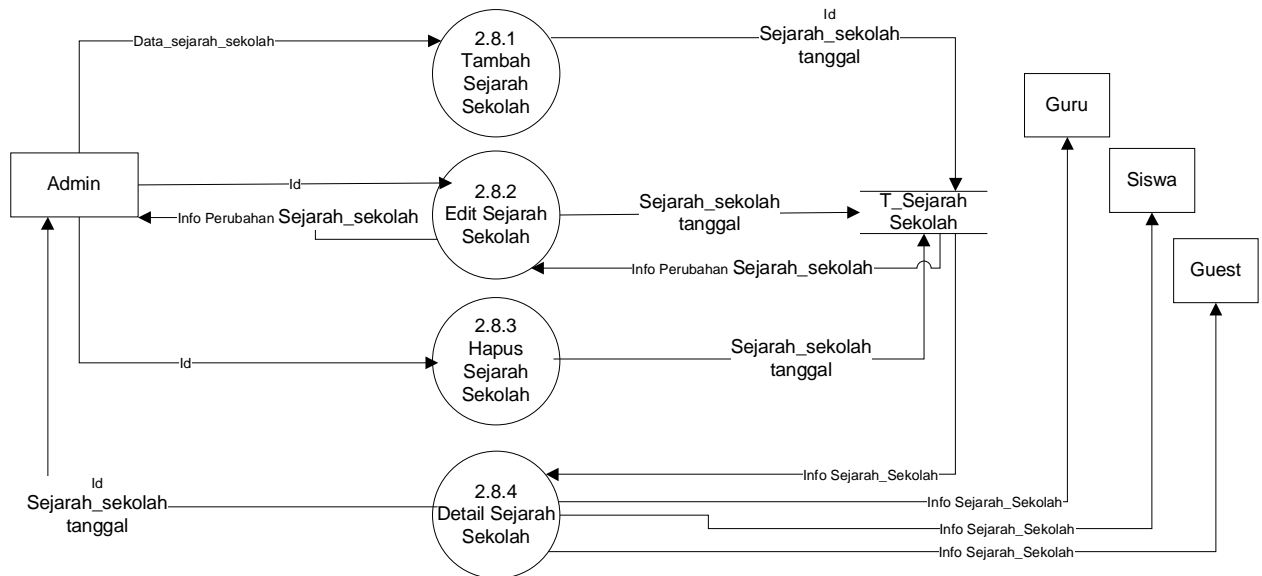 Data_sejarah_sekolah
2.8.1
Tambah
Sejarah
Sekolah
Id
Sejarah_sekolah
tanggal
Guru
Admin
Id
2.8.2
Edit Sejarah
Sekolah
Info Perubahan Sejarah_sekolah
Sejarah_sekolah
tanggal
T_Sejarah
Sekolah
Siswa
Info Perubahan Sejarah_sekolah
Guest
Id
2.8.3
Hapus
Sejarah
Sekolah
Sejarah_sekolah
tanggal
Id
Sejarah_sekolah
tanggal
2.8.4
Detail Sejarah
Sekolah
Info Sejarah_Sekolah
Info Sejarah_Sekolah
Info Sejarah_Sekolah
Info Sejarah_Sekolah